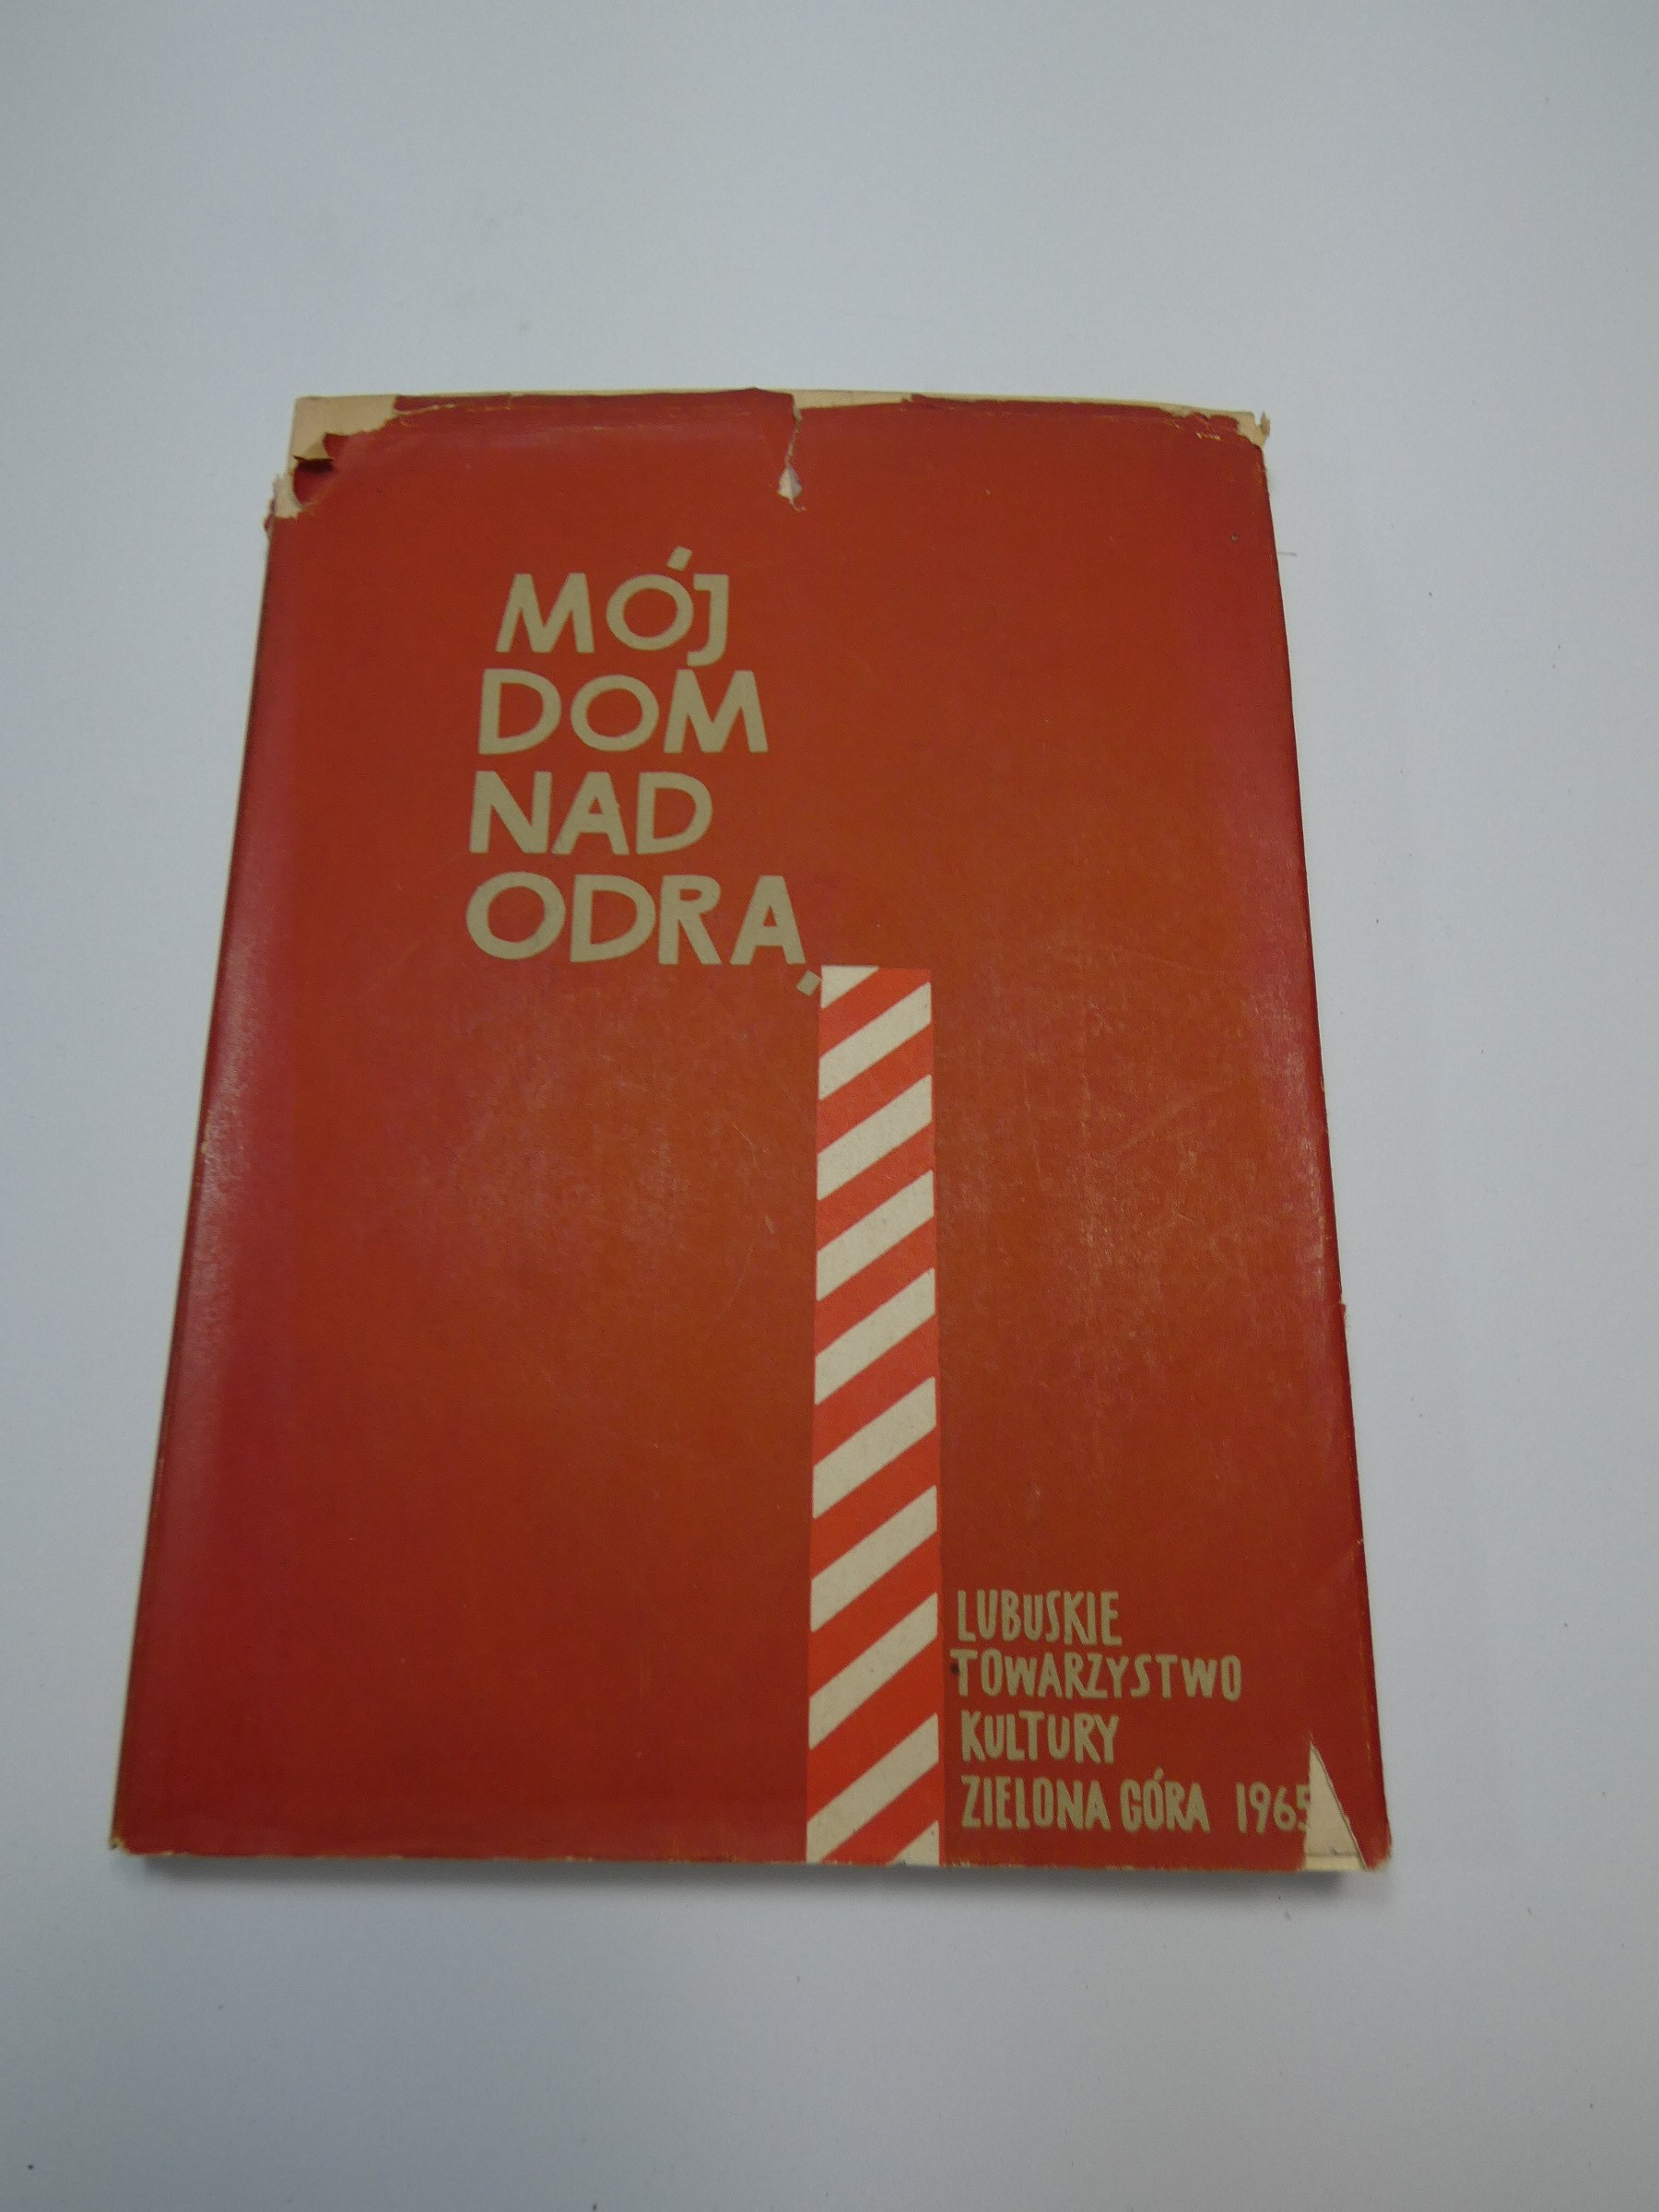 MÓJ
DOM
NAD
ODRĄ
LUBUSKIE
TOWARZYSTWO
KULTURY
ZIELONA GÓRA 1965